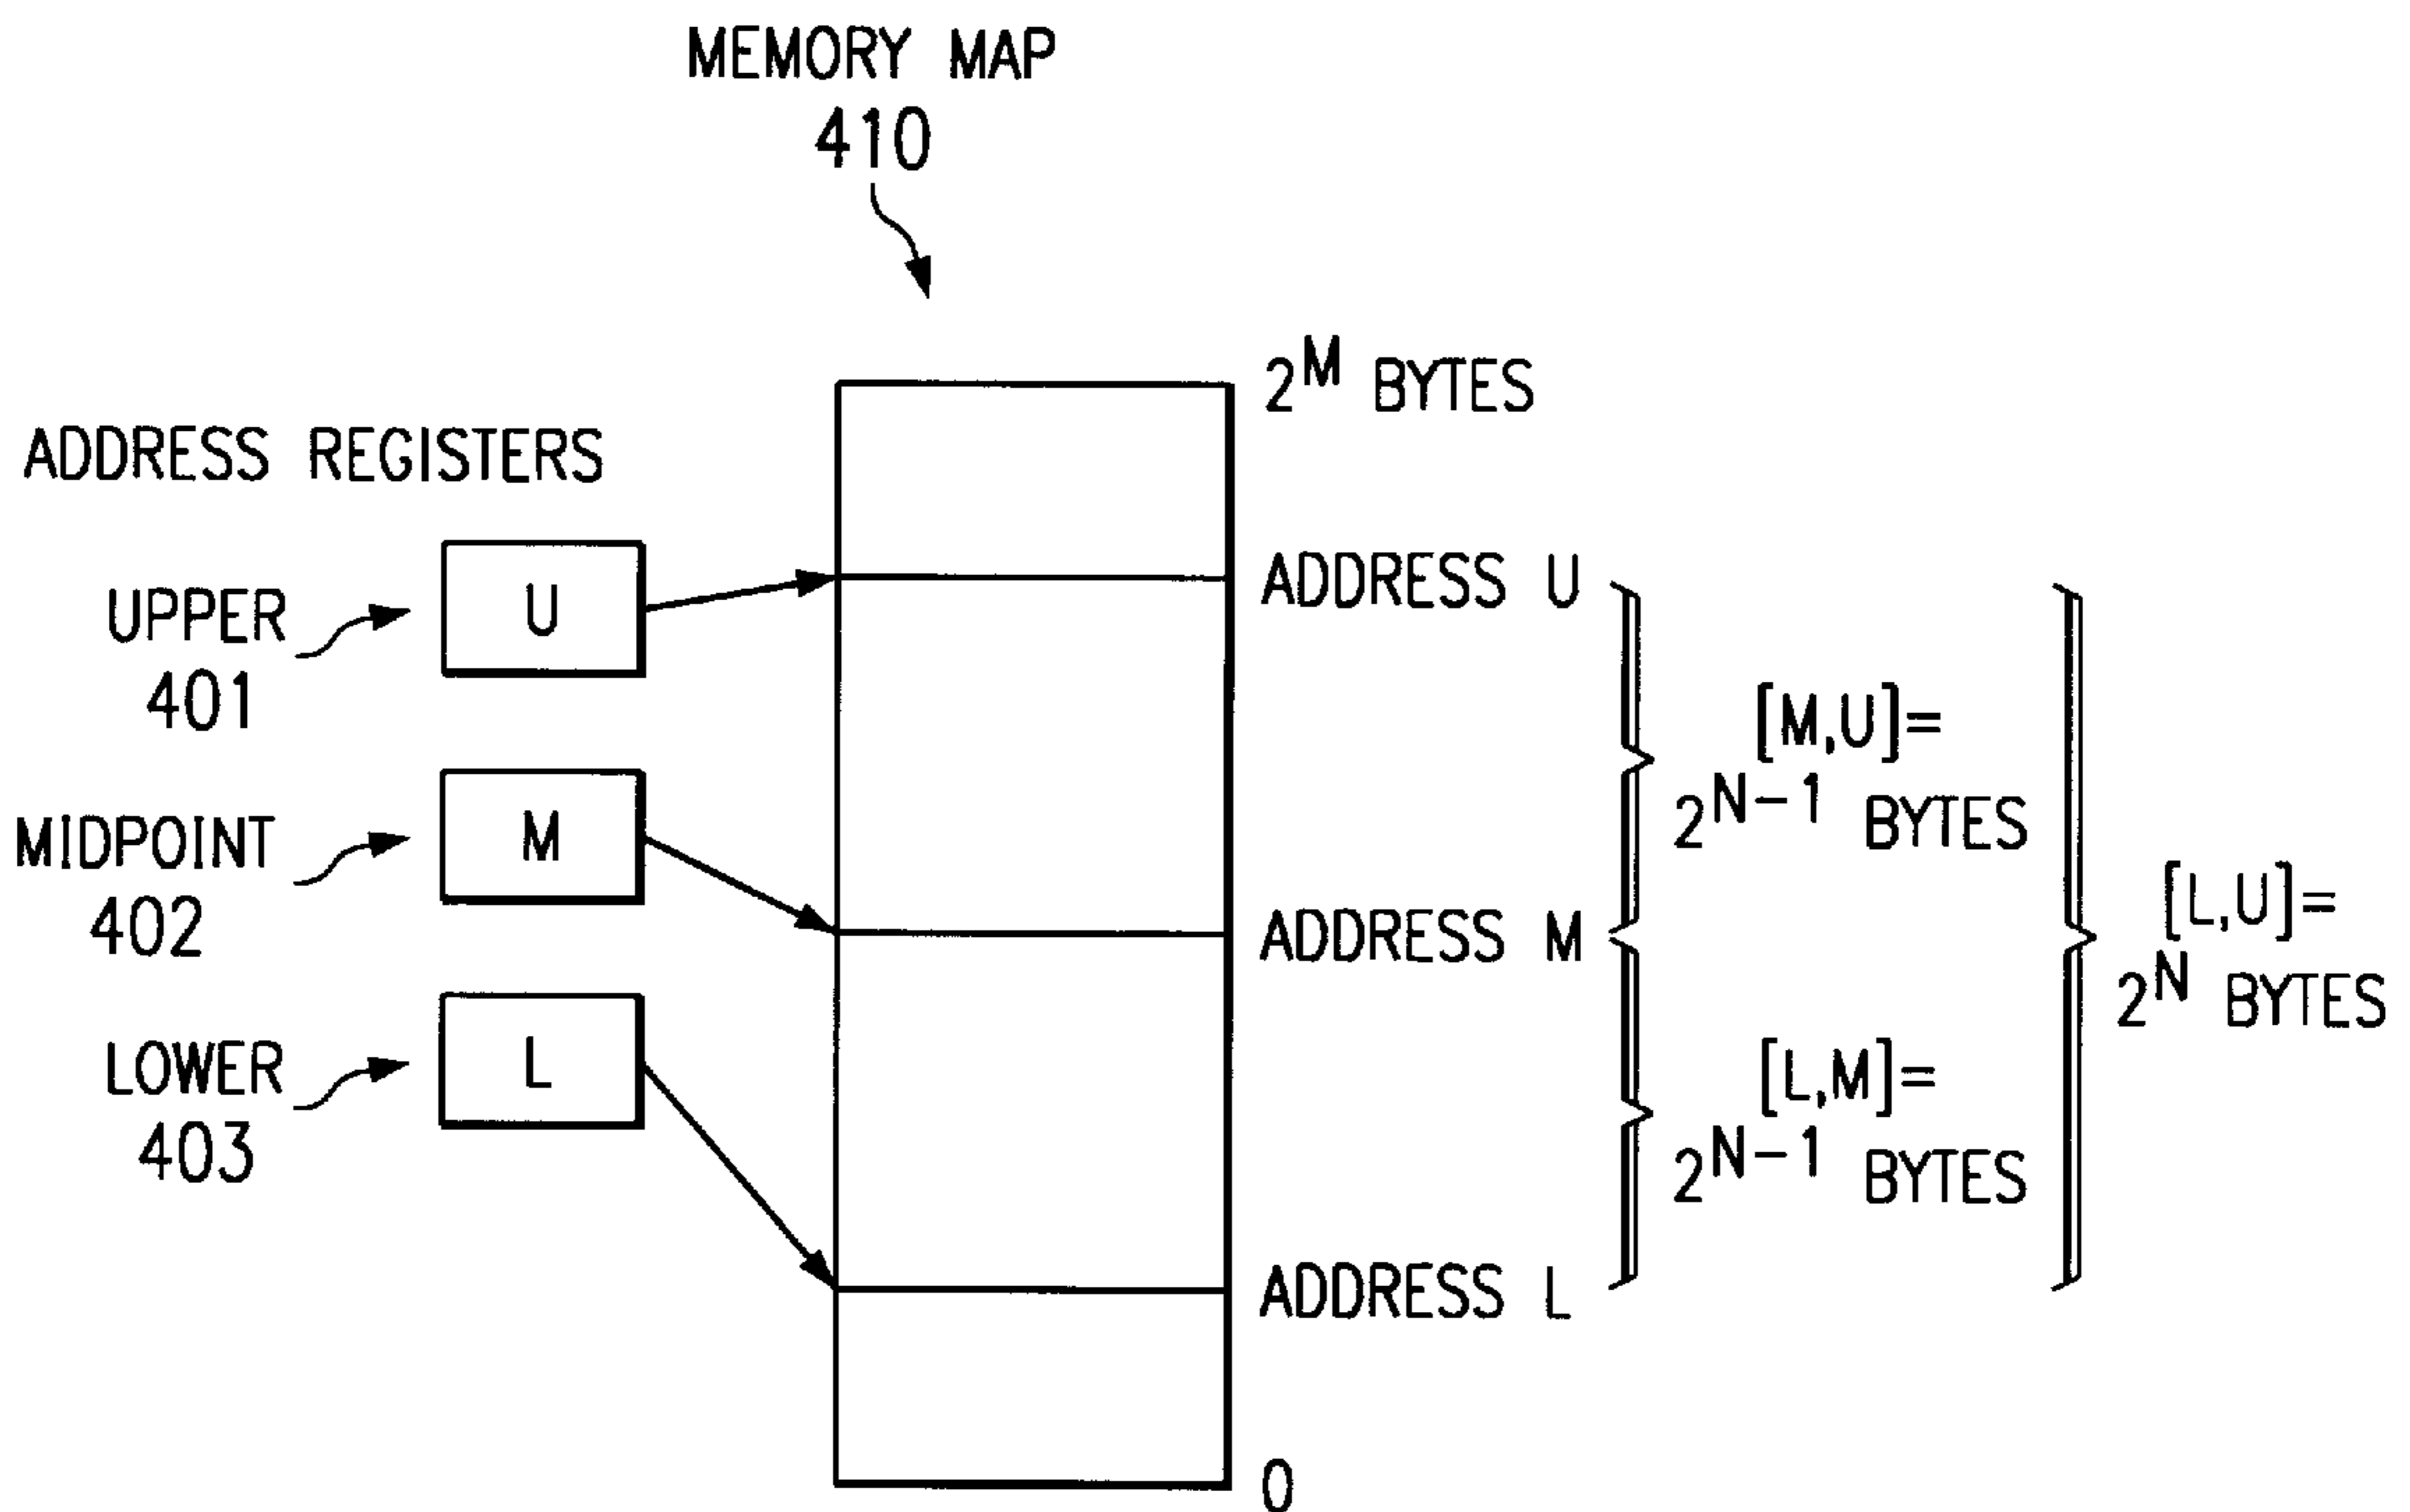 MEMORY MAP
410
2^M BYTES
ADDRESS REGISTERS
UPPER
401
U
MIDPOINT
402
M
LOWER
403
L
ADDRESS U
ADDRESS M
ADDRESS L
0
[M,U]=
2^N-1 BYTES
[L,M]=
2^N-1 BYTES
[L,U]=
2^N BYTES